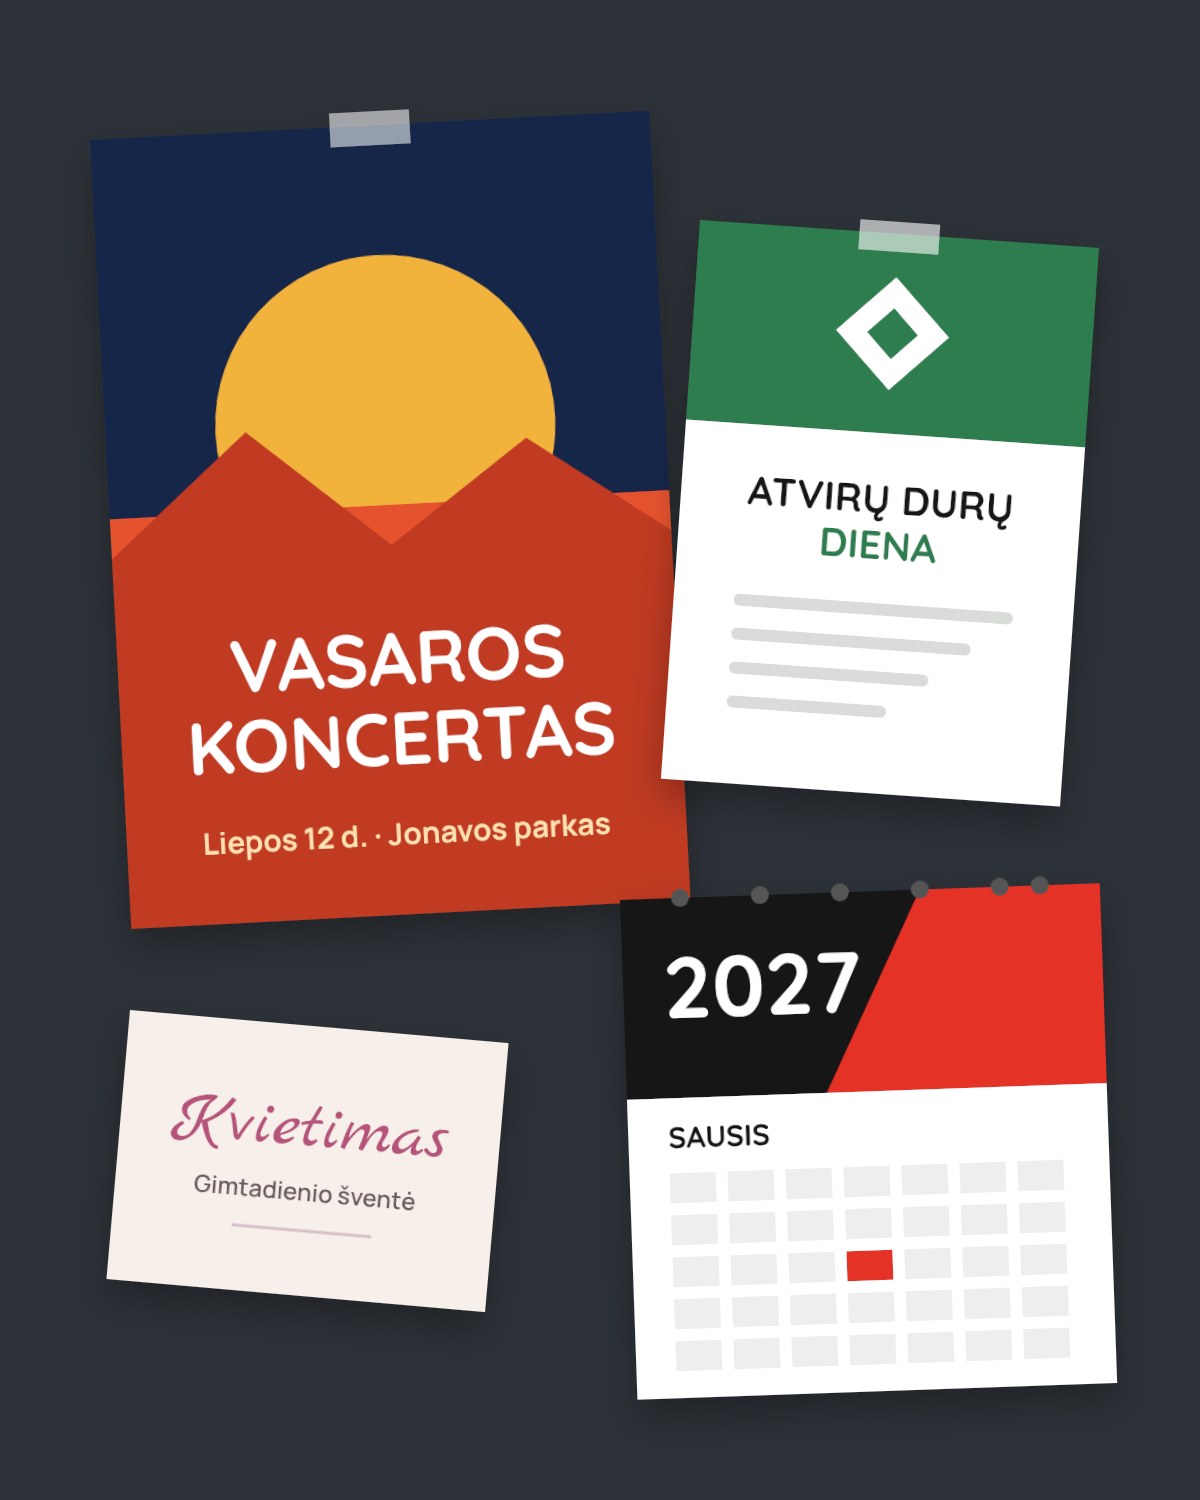 VASAROS
KONCERTAS
Liepos 12 d. · Jonavos parkas
ATVIRŲ DURŲ
DIENA
2027
SAUSIS
Kvietimas
Gimtadienio šventė